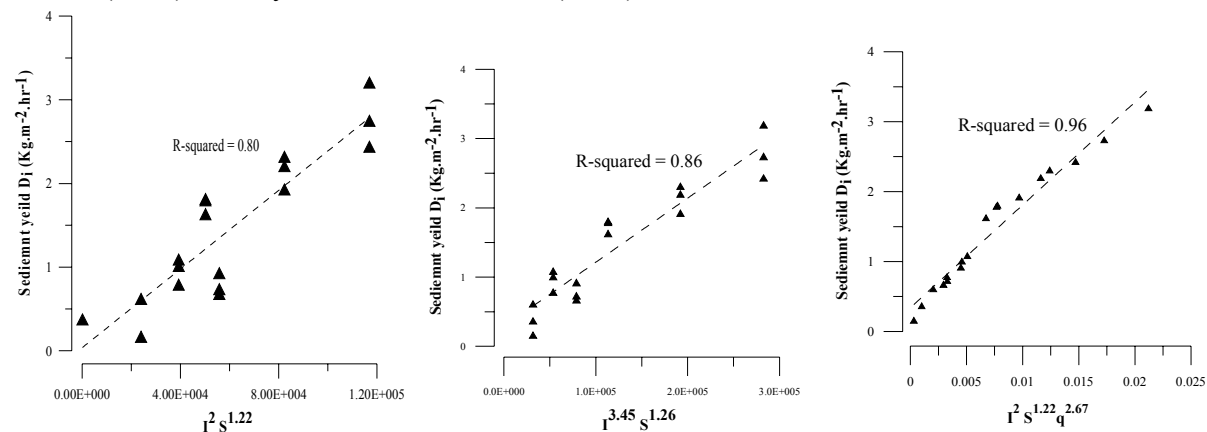 Sediemnt yeild Di (Kg.m-2.hr-1)
4
3
2
1
0
R-squared = 0.80
0.00E+000 4.00E+004 8.00E+004 1.20E+005
I2 S1.22
Sediemnt yeild Di (Kg.m-2.hr-1)
4
3
2
1
0
R-squared = 0.86
0.0E+000 1.0E+005 2.0E+005 3.0E+005
I3.45 S1.26
Sediemnt yeild Di (Kg.m-2.hr-1)
4
3
2
1
0
R-squared = 0.96
0 0.005 0.01 0.015 0.02 0.025
I2 S1.22q2.67